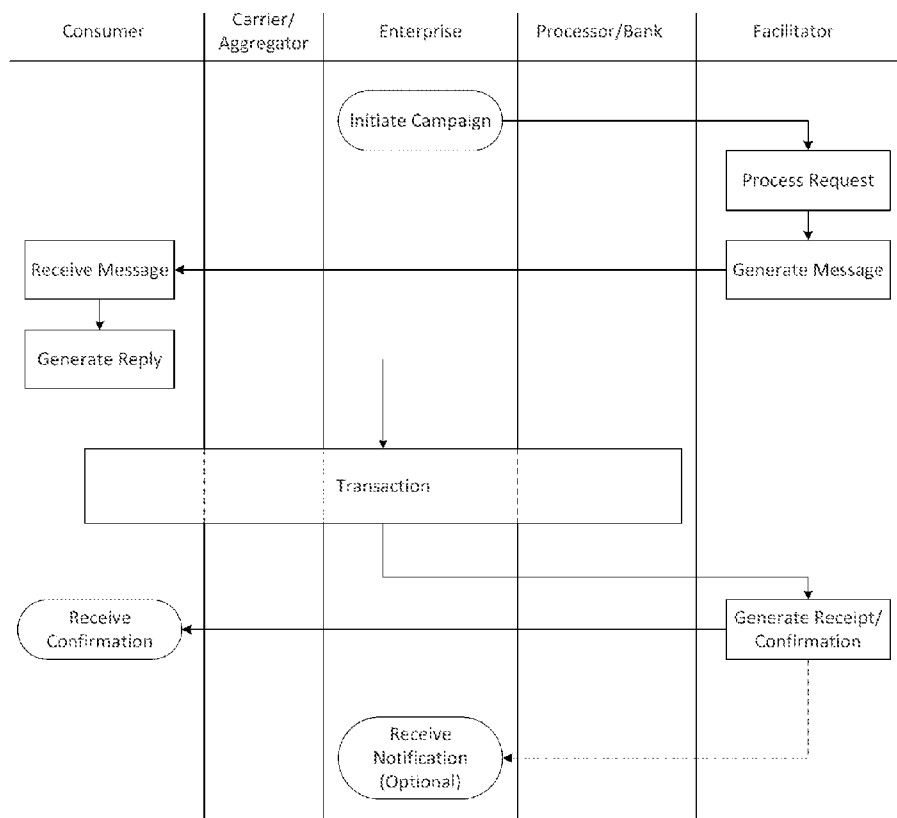 Consumer
Carrier/
Aggregator
Enterprise
Processor/Bank
Facilitator
Initiate Campaign
Process Request
Receive Message
Generate Message
Generate Reply
Transaction
Receive
Confirmation
Generate Receipt/
Confirmation
Receive
Notification
(Optional)